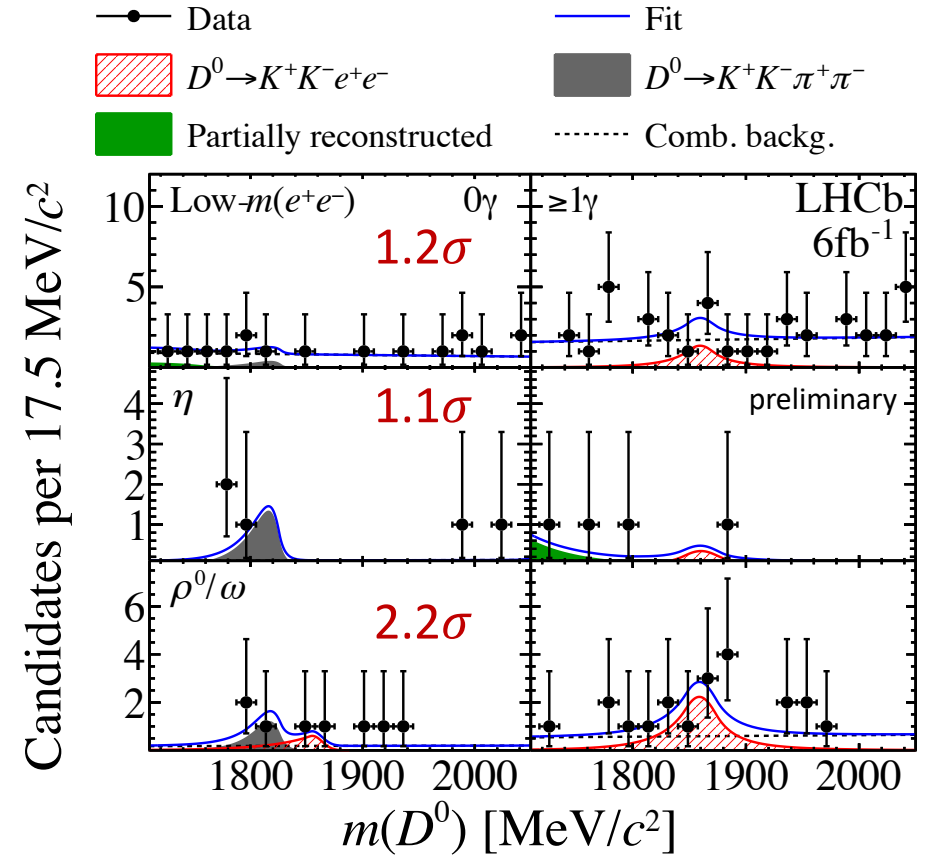 Data
Fit
D⁰→K⁺K⁻e⁺e⁻
D⁰→K⁺K⁻π⁺π⁻
Partially reconstructed
Comb. backg.
Candidates per 17.5 MeV/c²
Low-m(e⁺e⁻)
0γ
1.2σ
≥1γ
LHCb
6fb⁻¹
10
5
η
1.1σ
preliminary
4
3
2
1
ρ⁰/ω
2.2σ
6
4
2
1800 1900 2000 1800 1900 2000
m(D⁰) [MeV/c²]